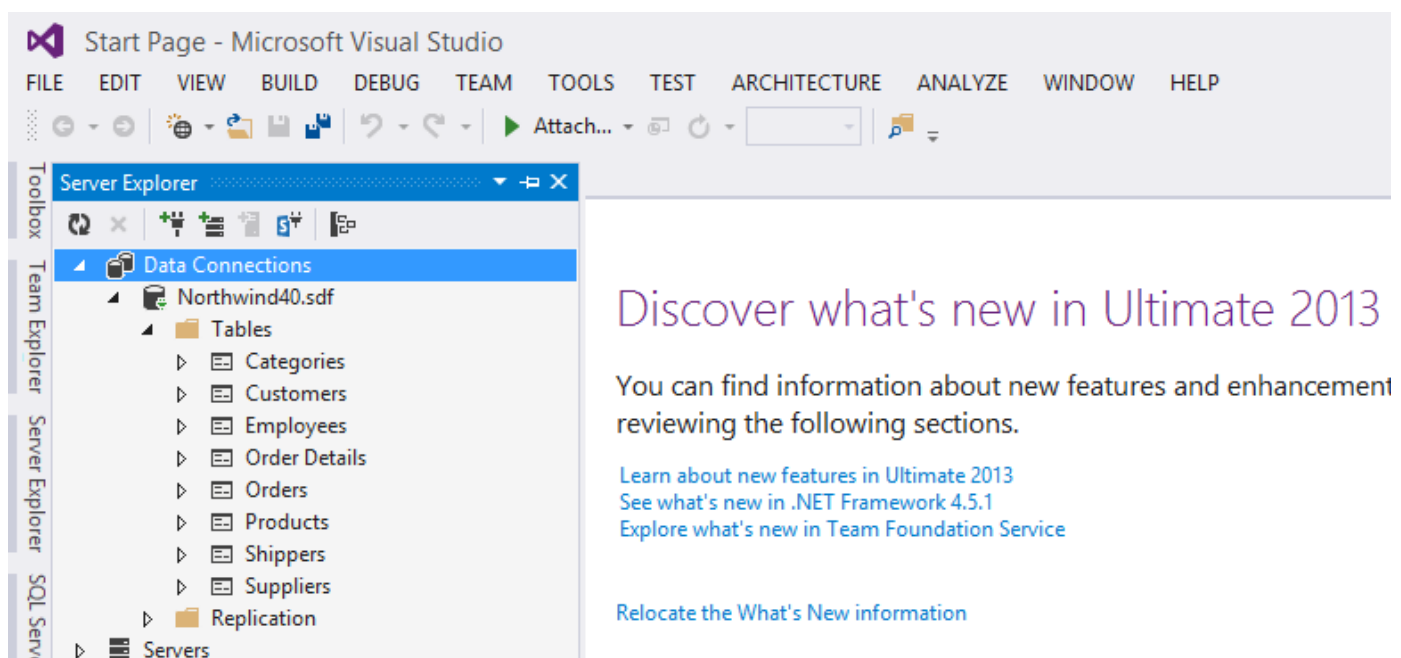 Start Page - Microsoft Visual Studio
FILE EDIT VIEW BUILD DEBUG TEAM TOOLS TEST ARCHITECTURE ANALYZE WINDOW HELP
Attach...
Toolbox
Team Explorer
Server Explorer
SQL Serv
Server Explorer
Data Connections
Northwind40.sdf
Tables
Categories
Customers
Employees
Order Details
Orders
Products
Shippers
Suppliers
Replication
Servers
Discover what's new in Ultimate 2013
You can find information about new features and enhancement
reviewing the following sections.
Learn about new features in Ultimate 2013
See what's new in .NET Framework 4.5.1
Explore what's new in Team Foundation Service
Relocate the What's New information